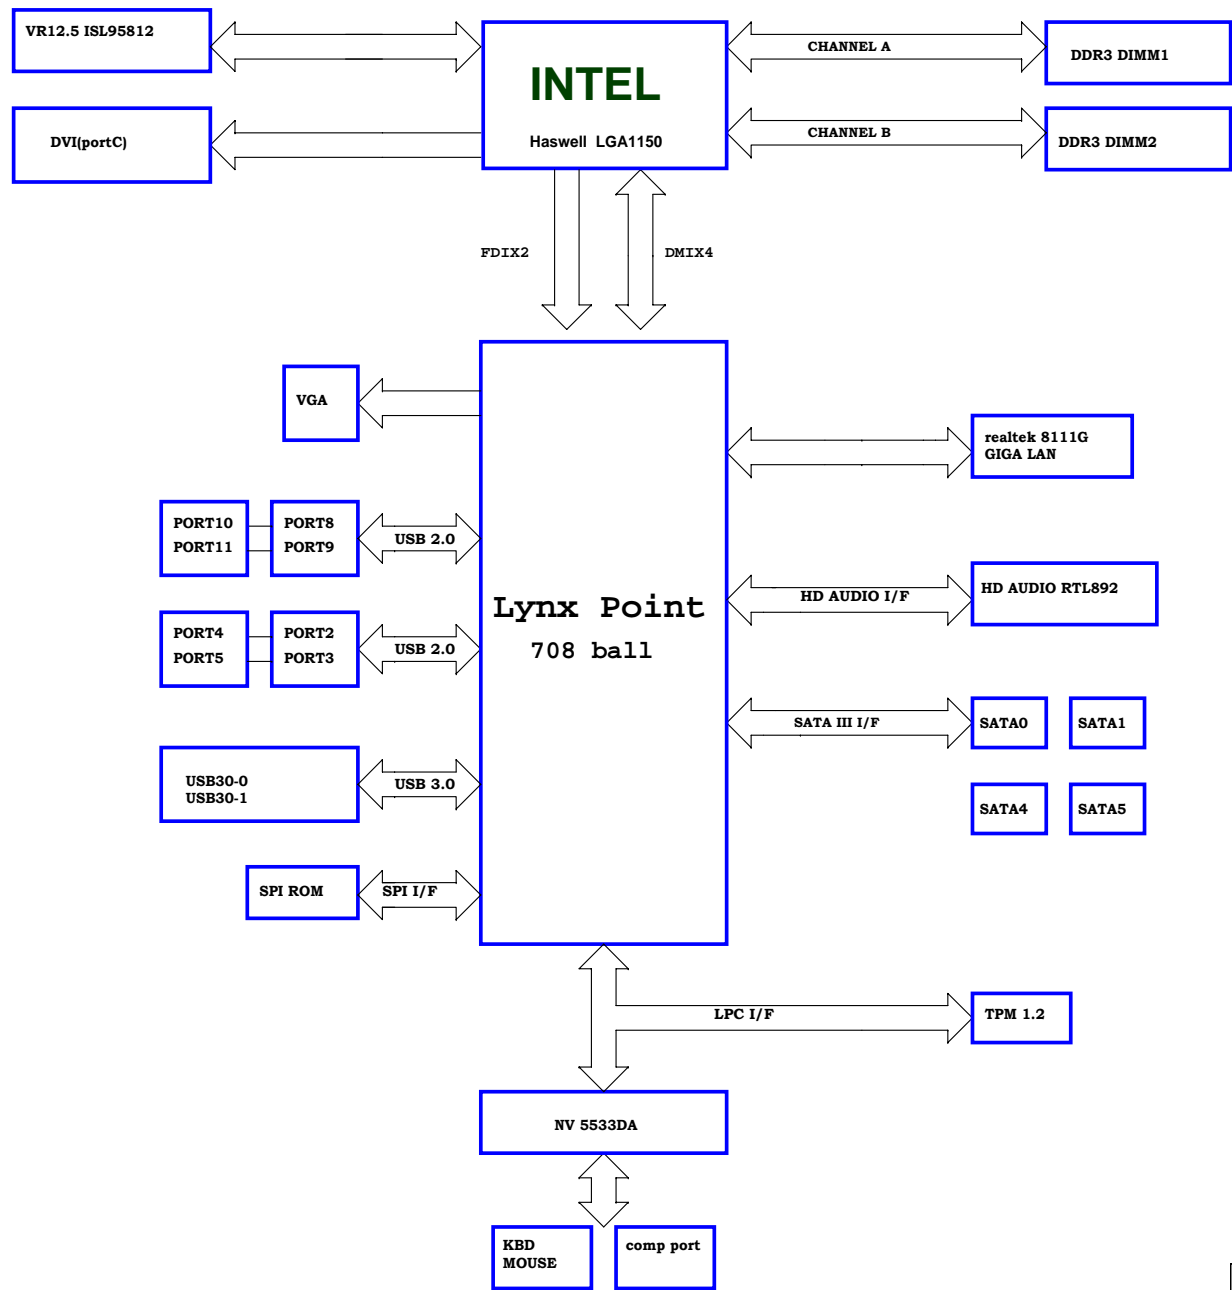 VR12.5 ISL95812
INTEL
Haswell LGA1150
CHANNEL A
DDR3 DIMM1
DVI(portC)
CHANNEL B
DDR3 DIMM2
FDIX2
DMIX4
VGA
realtek 8111G
GIGA LAN
PORT10
PORT11
PORT8
PORT9
USB 2.0
Lynx Point
708 ball
HD AUDIO I/F
HD AUDIO RTL892
PORT4
PORT5
PORT2
PORT3
USB 2.0
SATA III I/F
SATA0
SATA1
USB30-0
USB30-1
USB 3.0
SATA4
SATA5
SPI ROM
SPI I/F
LPC I/F
TPM 1.2
NV 5533DA
KBD
MOUSE
comp port